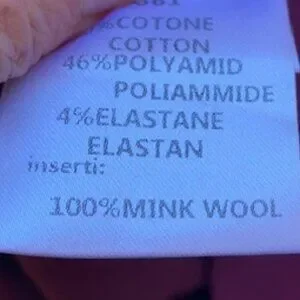 %COTONE
COTTON
46%POLYAMID
POLIAMMIDE
4%ELASTANE
ELASTAN
inserti:
100%MINK WOOL